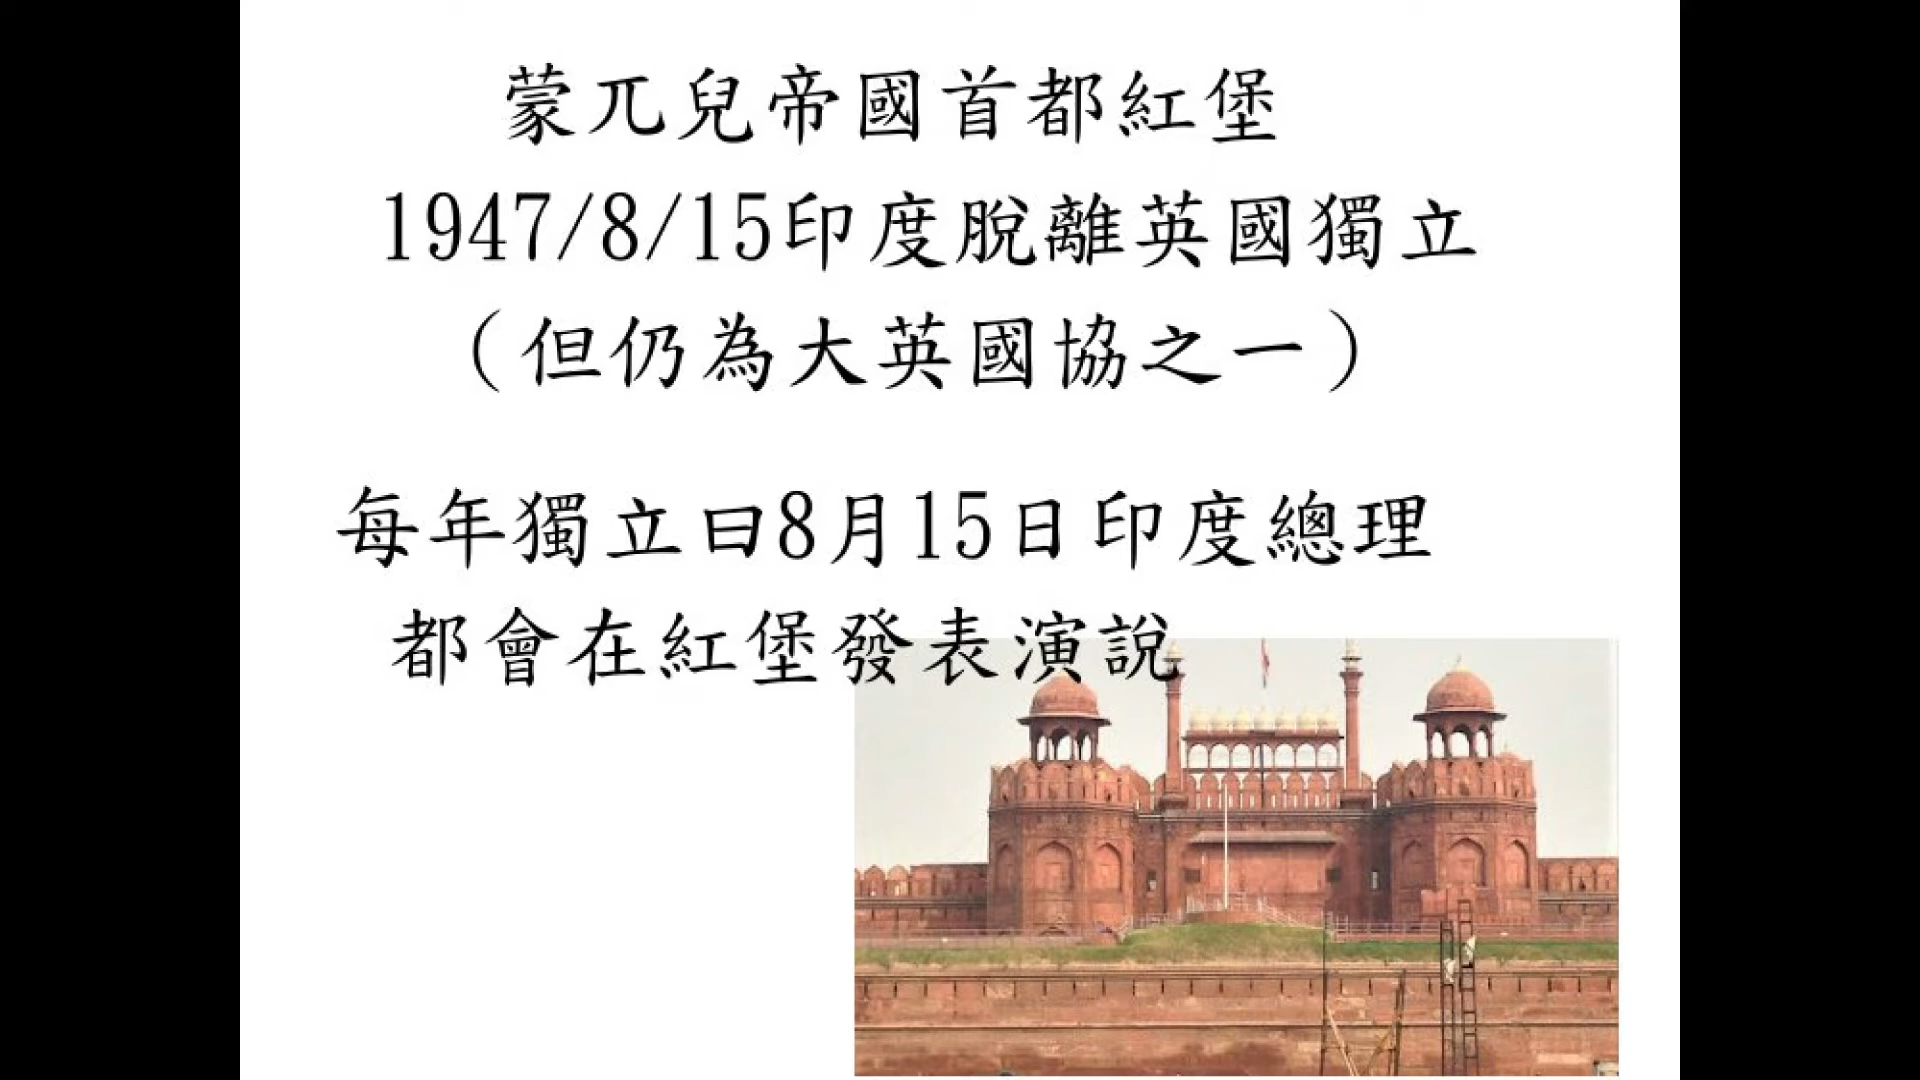 蒙兀兒帝國首都紅堡
1947/8/15印度脫離英國獨立
（但仍為大英國協之一）
每年獨立日8月15日印度總理
都會在紅堡發表演說